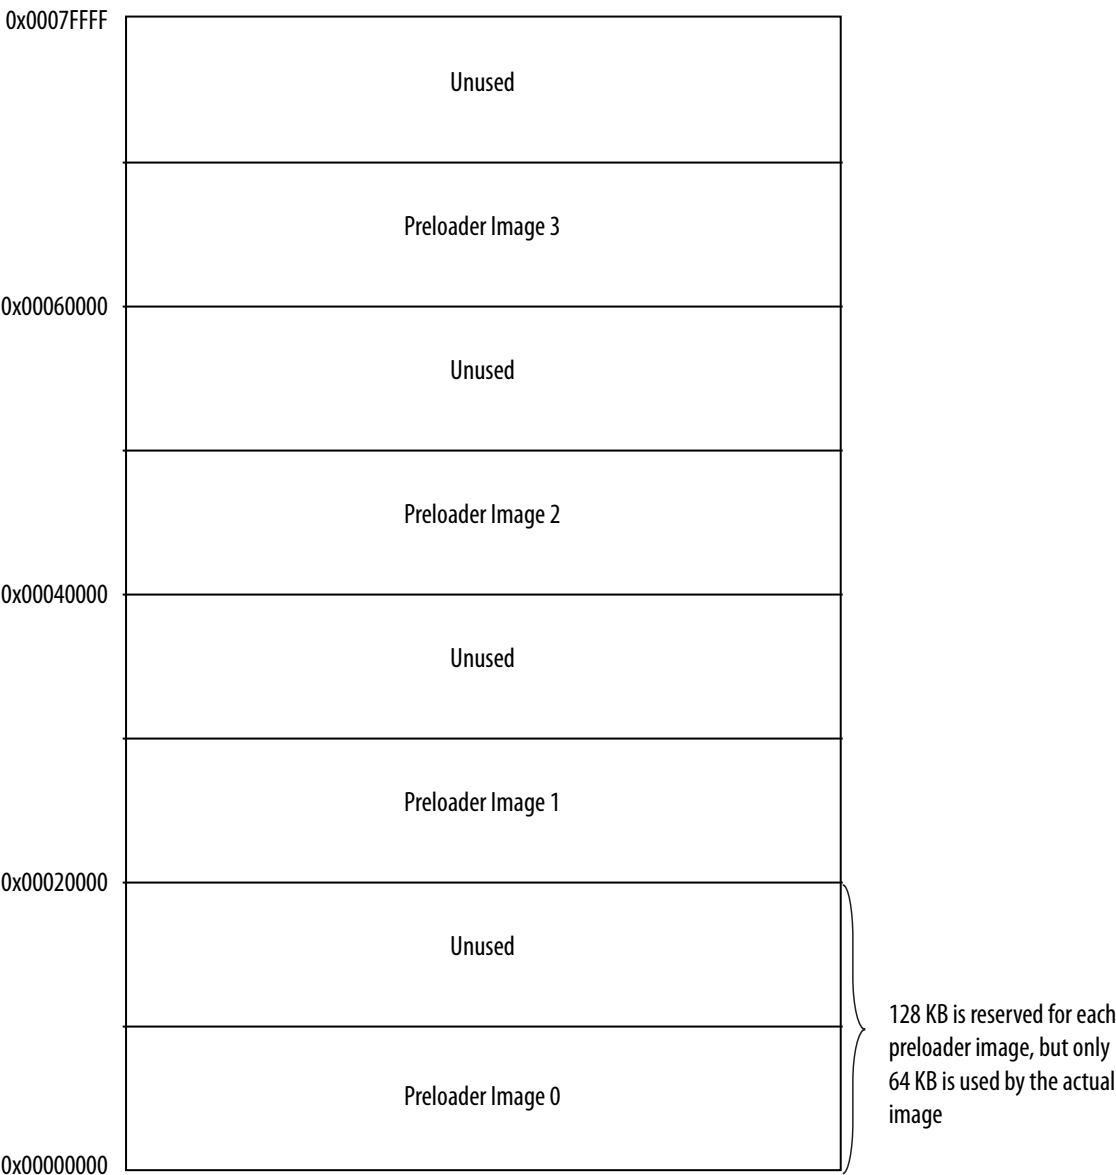 0x0007FFFF
Unused
Preloader Image 3
0x00060000
Unused
Preloader Image 2
0x00040000
Unused
Preloader Image 1
0x00020000
Unused
128 KB is reserved for each
preloader image, but only
64 KB is used by the actual
image
Preloader Image 0
0x00000000